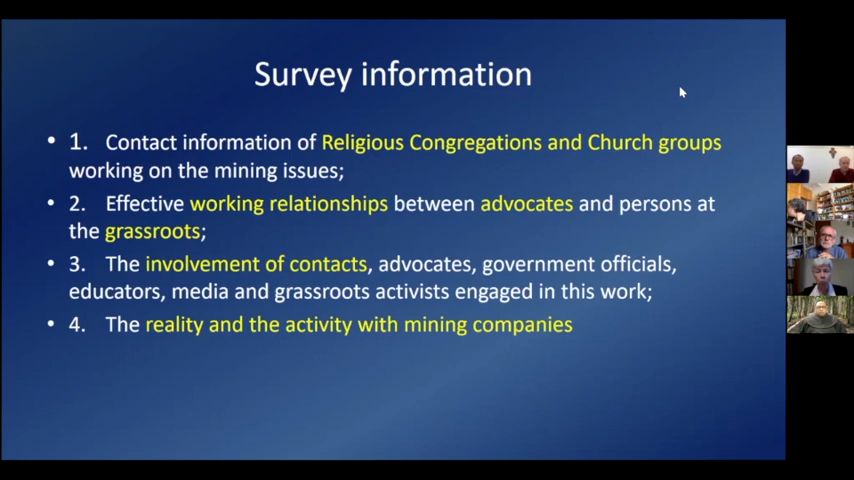 Survey information
• 1. Contact information of Religious Congregations and Church groups
working on the mining issues;
• 2. Effective working relationships between advocates and persons at
the grassroots;
• 3. The involvement of contacts, advocates, government officials,
educators, media and grassroots activists engaged in this work;
• 4. The reality and the activity with mining companies